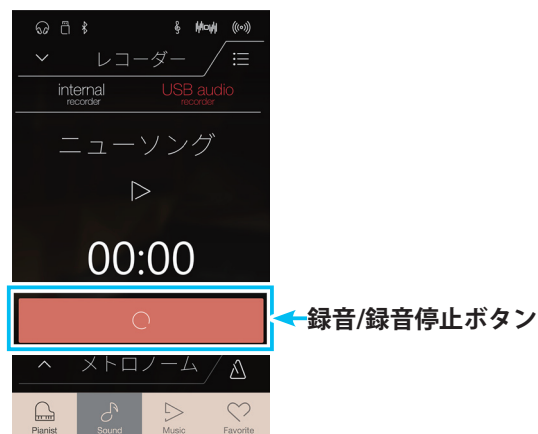 レコーダー
internal
recorder
USB audio
recorder
ニューソング
00:00
録音/録音停止ボタン
メトロノーム
Pianist
Sound
Music
Favorite